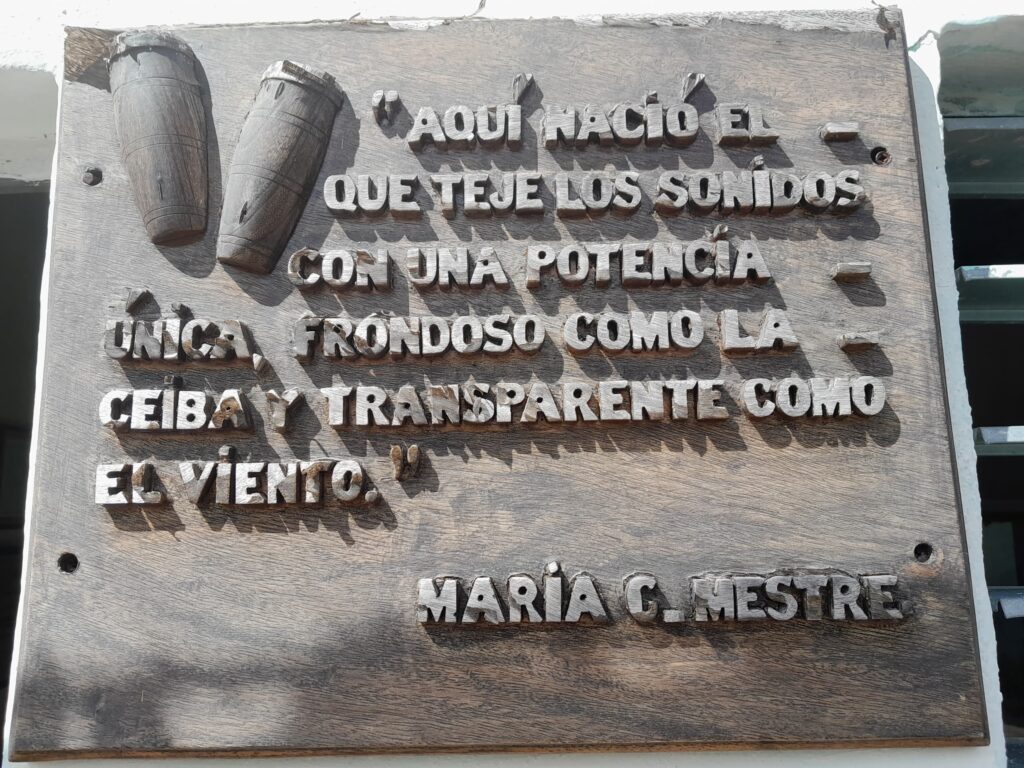 "AQUÍ NACIÓ EL -
QUE TEJE LOS SONIDOS
CON UNA POTENCIA -
ÚNICA, FRONDOSO COMO LA -
CEIBA Y TRANSPARENTE COMO
EL VIENTO."
MARIA C. MESTRE.